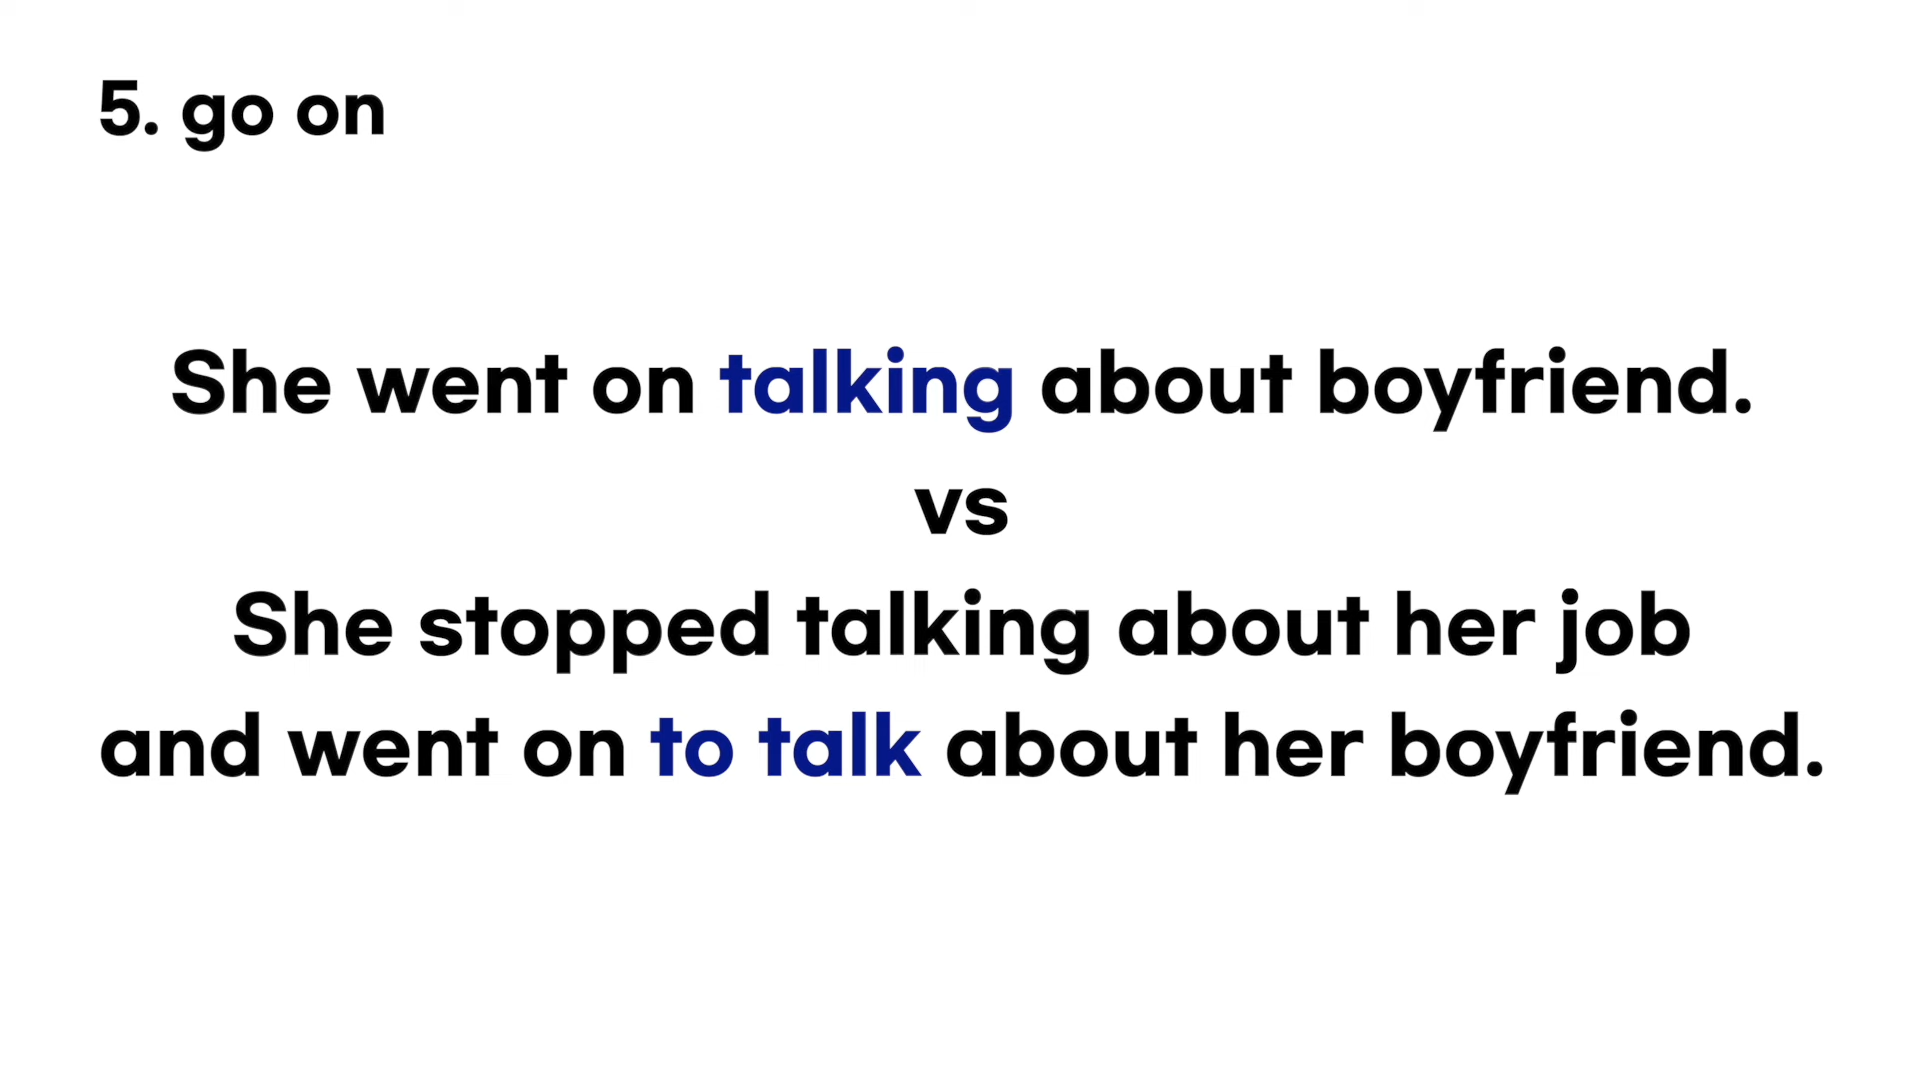 5. go on
She went on talking about boyfriend.
vs
She stopped talking about her job
and went on to talk about her boyfriend.